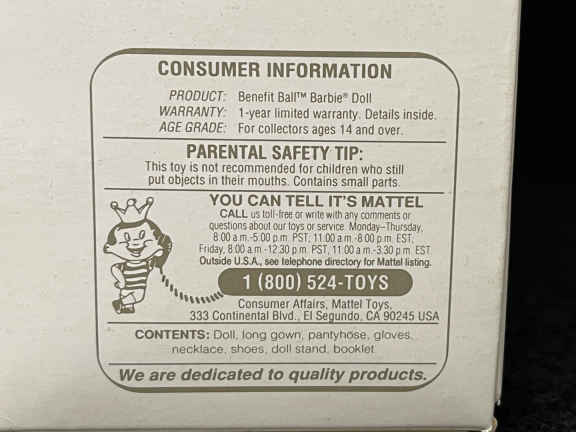 CONSUMER INFORMATION
PRODUCT: Benefit Ball™ Barbie® Doll
WARRANTY: 1-year limited warranty. Details inside.
AGE GRADE: For collectors ages 14 and over.
PARENTAL SAFETY TIP:
This toy is not recommended for children who still
put objects in their mouths. Contains small parts.
YOU CAN TELL IT'S MATTEL
CALL us toll-free or write with any comments or
questions about our toys or service. Monday–Thursday,
8:00 a.m.-5:00 p.m. PST, 11:00 a.m.-8:00 p.m. EST,
Friday, 8:00 a.m.-12:30 p.m. PST, 11:00 a.m.-3:30 p.m. EST.
Outside U.S.A., see telephone directory for Mattel listing.
1 (800) 524-TOYS
Consumer Affairs, Mattel Toys,
333 Continental Blvd., El Segundo, CA 90245 USA
CONTENTS: Doll, long gown, pantyhose, gloves,
necklace, shoes, doll stand, booklet
We are dedicated to quality products.